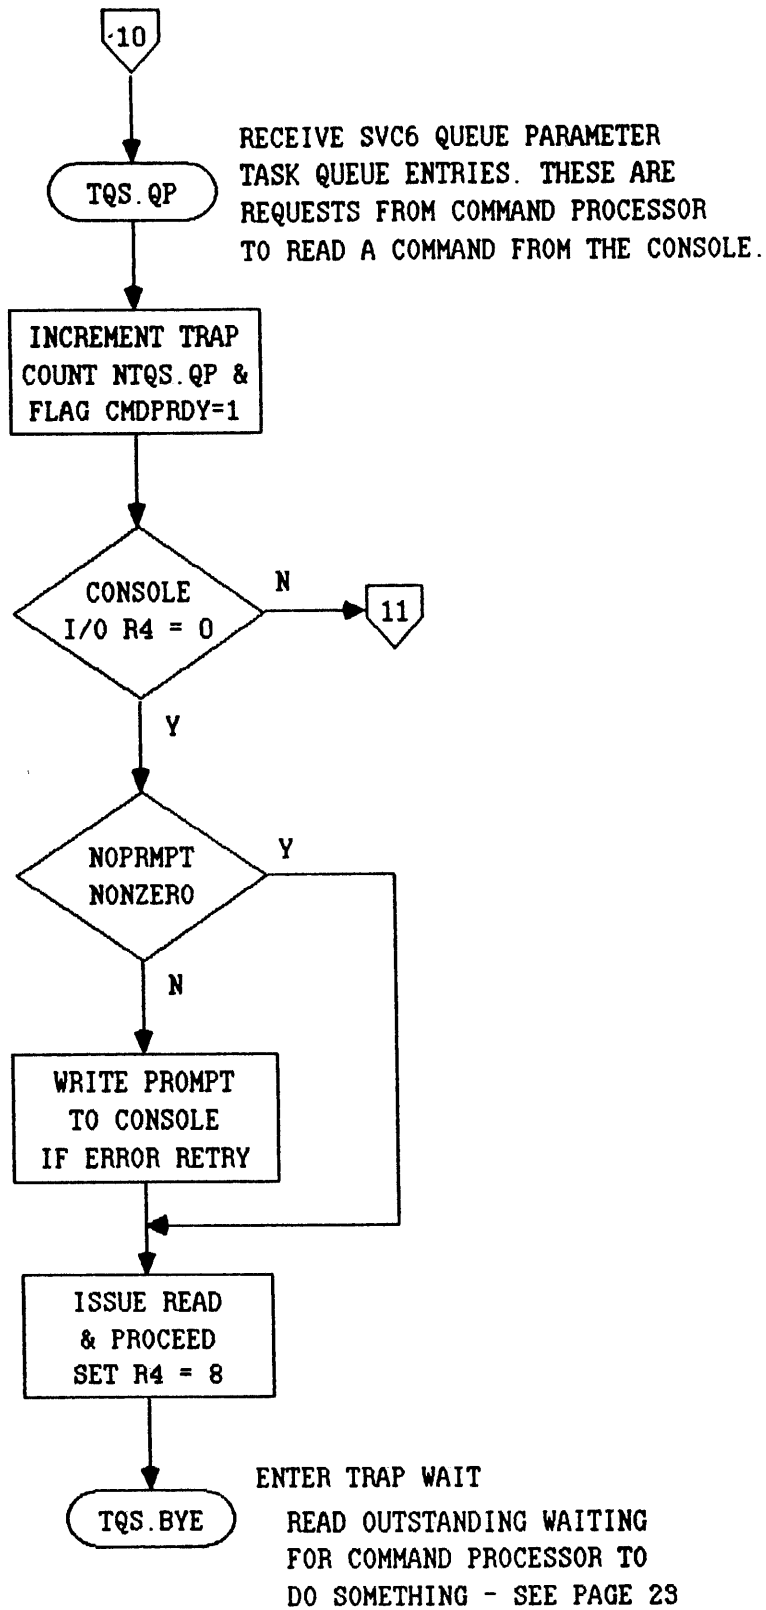 10
RECEIVE SVC6 QUEUE PARAMETER
TASK QUEUE ENTRIES. THESE ARE
REQUESTS FROM COMMAND PROCESSOR
TO READ A COMMAND FROM THE CONSOLE.
TQS.QP
INCREMENT TRAP
COUNT NTQS.QP &
FLAG CMDPRDY=1
CONSOLE
I/O R4 = 0
N
11
Y
NOPRMPT
NONZERO
Y
N
WRITE PROMPT
TO CONSOLE
IF ERROR RETRY
ISSUE READ
& PROCEED
SET R4 = 8
TQS.BYE
ENTER TRAP WAIT
READ OUTSTANDING WAITING
FOR COMMAND PROCESSOR TO
DO SOMETHING - SEE PAGE 23